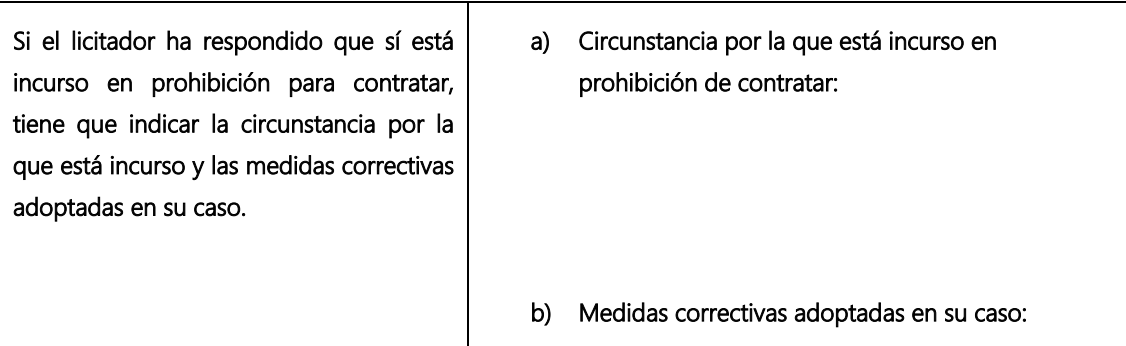 Si el licitador ha respondido que sí está
incurso en prohibición para contratar,
tiene que indicar la circunstancia por la
que está incurso y las medidas correctivas
adoptadas en su caso.
a) Circunstancia por la que está incurso en
prohibición de contratar:
b) Medidas correctivas adoptadas en su caso: